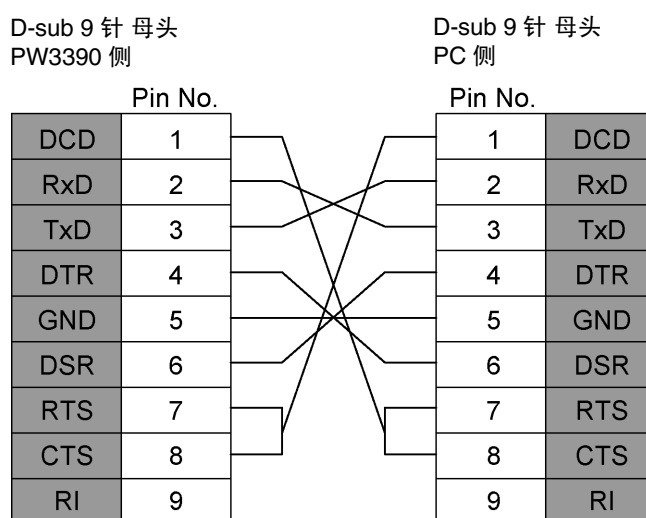 D-sub 9 针 母头
PW3390 侧
D-sub 9 针 母头
PC 侧
Pin No.
Pin No.
DCD 1 1 DCD
RxD 2 2 RxD
TxD 3 3 TxD
DTR 4 4 DTR
GND 5 5 GND
DSR 6 6 DSR
RTS 7 7 RTS
CTS 8 8 CTS
RI 9 9 RI